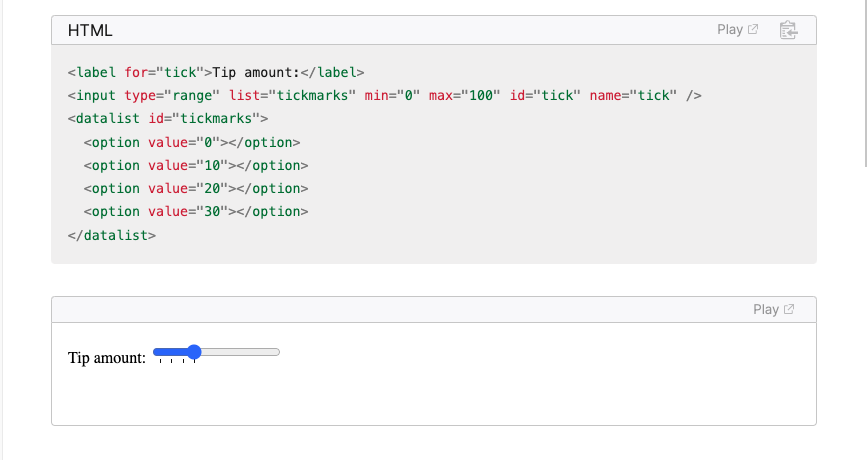 HTML
Play
<label for="tick">Tip amount:</label>
<input type="range" list="tickmarks" min="0" max="100" id="tick" name="tick" />
<datalist id="tickmarks">
  <option value="0"></option>
  <option value="10"></option>
  <option value="20"></option>
  <option value="30"></option>
</datalist>
Play
Tip amount: